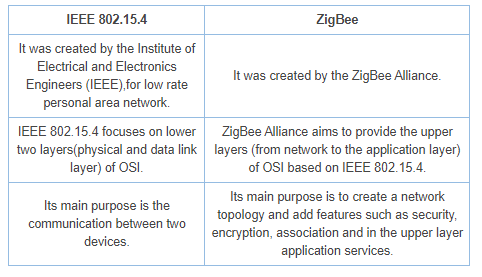 IEEE 802.15.4
ZigBee
It was created by the Institute of
Electrical and Electronics
Engineers (IEEE),for low rate
personal area network.
It was created by the ZigBee Alliance.
IEEE 802.15.4 focuses on lower
two layers(physical and data link
layer) of OSI.
ZigBee Alliance aims to provide the upper
layers (from network to the application layer)
of OSI based on IEEE 802.15.4.
Its main purpose is the
communication between two
devices.
Its main purpose is to create a network
topology and add features such as security,
encryption, association and in the upper layer
application services.